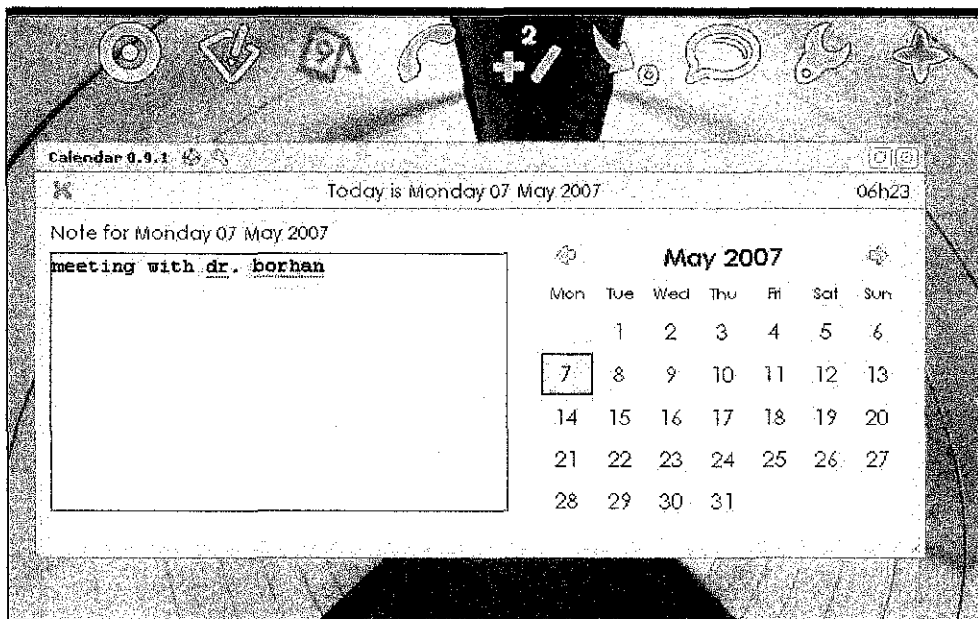 9
2
Calendar 0.9.1
Today is Monday 07 May 2007
06h23
Note for Monday 07 May 2007
meeting with dr. borhan
May 2007
Mon Tue Wed Thu Fri Sat Sun
1 2 3 4 5 6
7 8 9 10 11 12 13
14 15 16 17 18 19 20
21 22 23 24 25 26 27
28 29 30 31